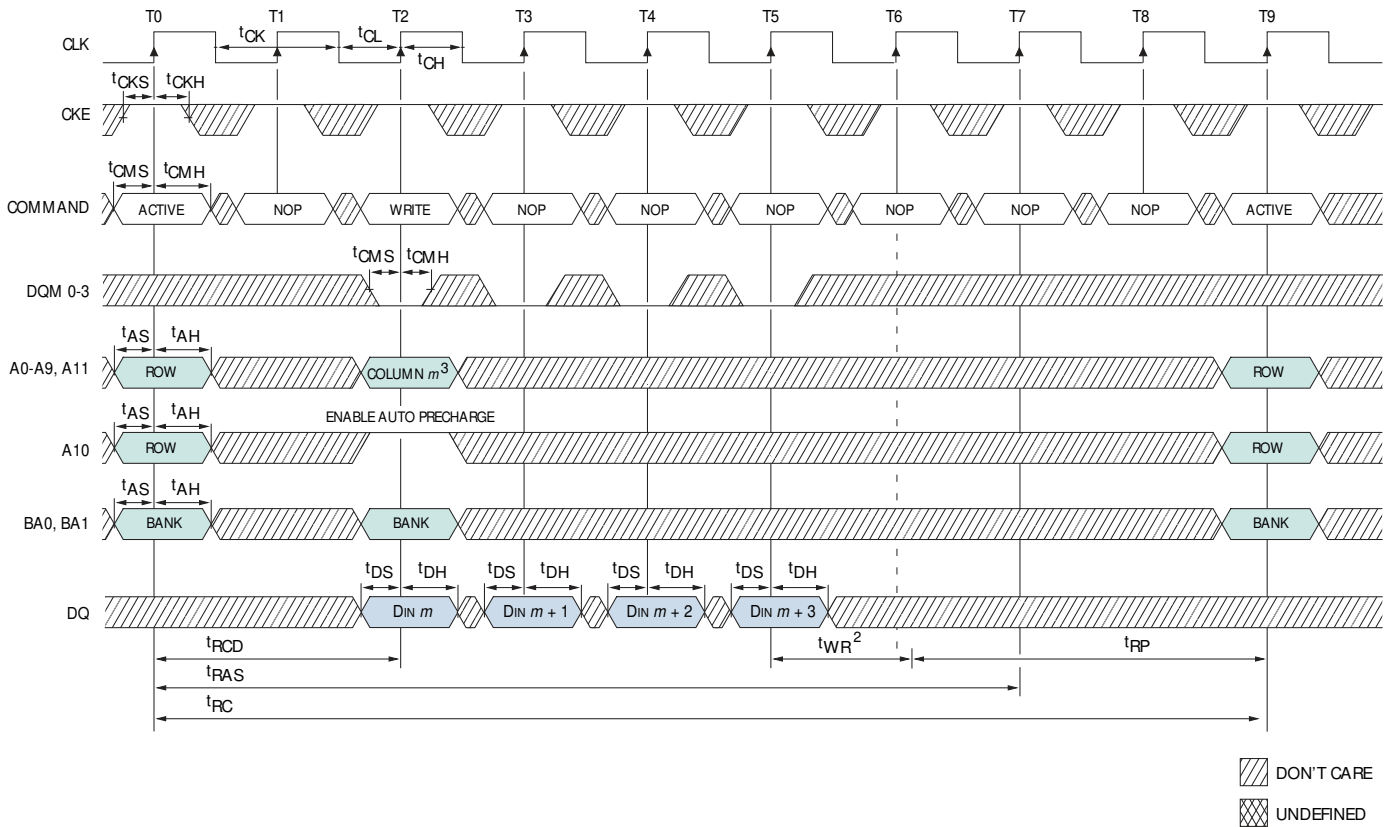 T0 T1 T2 T3 T4 T5 T6 T7 T8 T9
CLK tCK tCL tCH
tCKS tCKH
CKE
tCMS tCMH
COMMAND ACTIVE NOP WRITE NOP NOP NOP NOP NOP NOP ACTIVE
tCMS tCMH
DQM 0-3
tAS tAH
A0-A9, A11 ROW COLUMN m3 ROW
ENABLE AUTO PRECHARGE
tAS tAH
A10 ROW ROW
tAS tAH
BA0, BA1 BANK BANK BANK
tDS tDH tDS tDH tDS tDH tDS tDH
DQ DIN m DIN m + 1 DIN m + 2 DIN m + 3
tRCD tWR2 tRP
tRAS
tRC
DON'T CARE
UNDEFINED